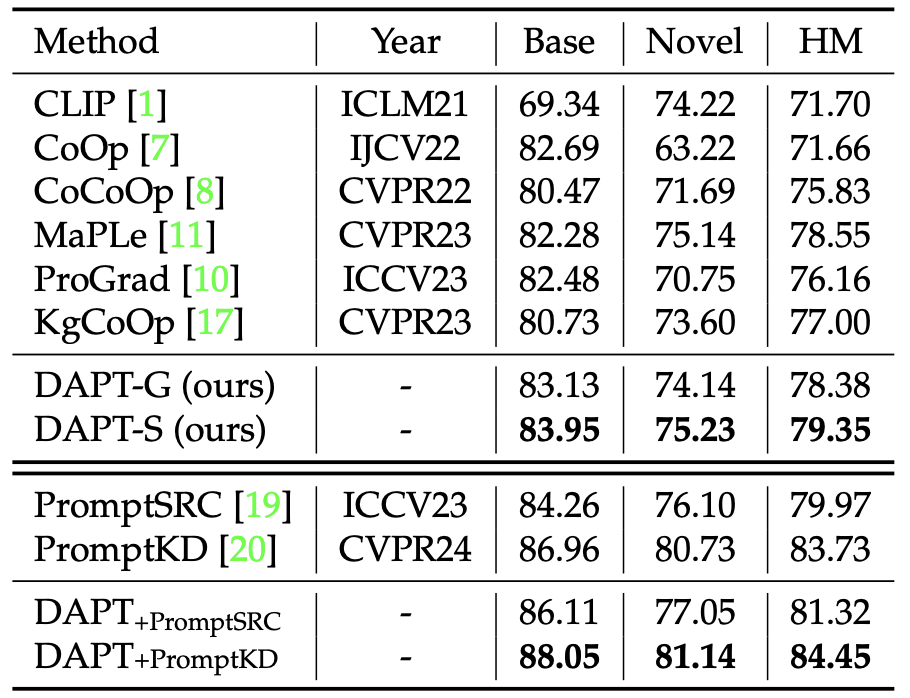 Method Year Base Novel HM
CLIP [1] ICLM21 69.34 74.22 71.70
CoOp [7] IJCV22 82.69 63.22 71.66
CoCoOp [8] CVPR22 80.47 71.69 75.83
MaPLe [11] CVPR23 82.28 75.14 78.55
ProGrad [10] ICCV23 82.48 70.75 76.16
KgCoOp [17] CVPR23 80.73 73.60 77.00
DAPT-G (ours) - 83.13 74.14 78.38
DAPT-S (ours) - 83.95 75.23 79.35
PromptSRC [19] ICCV23 84.26 76.10 79.97
PromptKD [20] CVPR24 86.96 80.73 83.73
DAPT+PromptSRC - 86.11 77.05 81.32
DAPT+PromptKD - 88.05 81.14 84.45